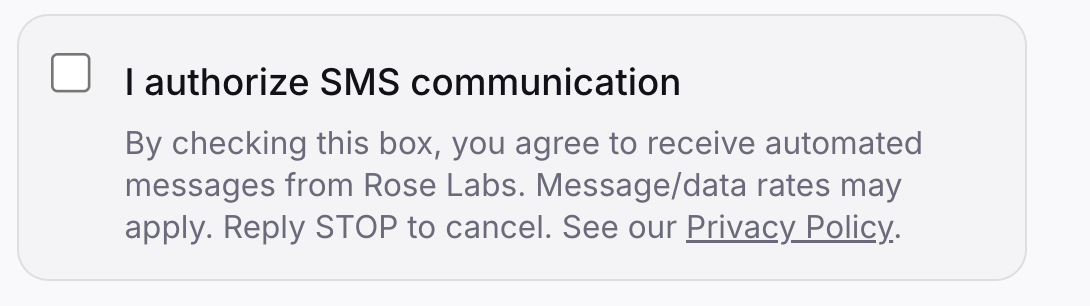 I authorize SMS communication
By checking this box, you agree to receive automated
messages from Rose Labs. Message/data rates may
apply. Reply STOP to cancel. See our Privacy Policy.